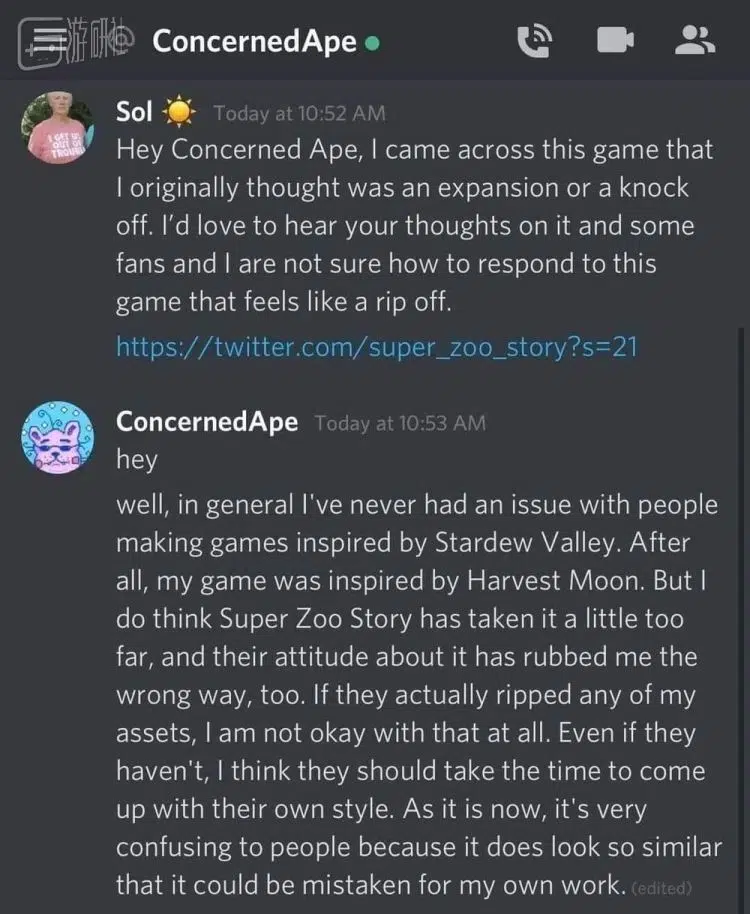 游研社@
ConcernedApe
Sol ☀️ Today at 10:52 AM
I GET US
OUT OF
TROUBLE
Hey Concerned Ape, I came across this game that
I originally thought was an expansion or a knock
off. I’d love to hear your thoughts on it and some
fans and I are not sure how to respond to this
game that feels like a rip off.
https://twitter.com/super_zoo_story?s=21
ConcernedApe Today at 10:53 AM
hey
well, in general I've never had an issue with people
making games inspired by Stardew Valley. After
all, my game was inspired by Harvest Moon. But I
do think Super Zoo Story has taken it a little too
far, and their attitude about it has rubbed me the
wrong way, too. If they actually ripped any of my
assets, I am not okay with that at all. Even if they
haven't, I think they should take the time to come
up with their own style. As it is now, it's very
confusing to people because it does look so similar
that it could be mistaken for my own work. (edited)